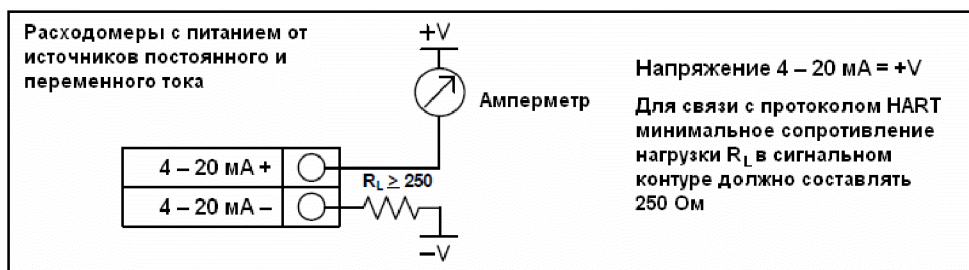 Расходомеры с питанием от
источников постоянного и
переменного тока
+V
Амперметр
4 – 20 мА +
4 – 20 мА –
RL ≥ 250
–V
Напряжение 4 – 20 мА = +V
Для связи с протоколом HART
минимальное сопротивление
нагрузки RL в сигнальном
контуре должно составлять
250 Ом